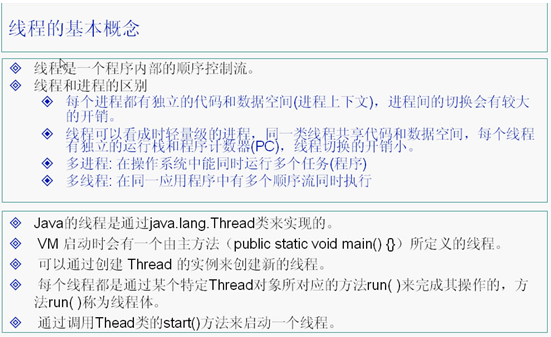 线程的基本概念
线程是一个程序内部的顺序控制流。
线程和进程的区别
每个进程都有独立的代码和数据空间(进程上下文)，进程间的切换会有较大
的开销。
线程可以看成时轻量级的进程，同一类线程共享代码和数据空间，每个线程
有独立的运行栈和程序计数器(PC)，线程切换的开销小。
多进程: 在操作系统中能同时运行多个任务(程序)
多线程: 在同一应用程序中有多个顺序流同时执行
Java的线程是通过java.lang.Thread类来实现的。
VM 启动时会有一个由主方法（public static void main() {}）所定义的线程。
可以通过创建 Thread 的实例来创建新的线程。
每个线程都是通过某个特定Thread对象所对应的方法run( )来完成其操作的，方
法run( )称为线程体。
通过调用Thead类的start()方法来启动一个线程。